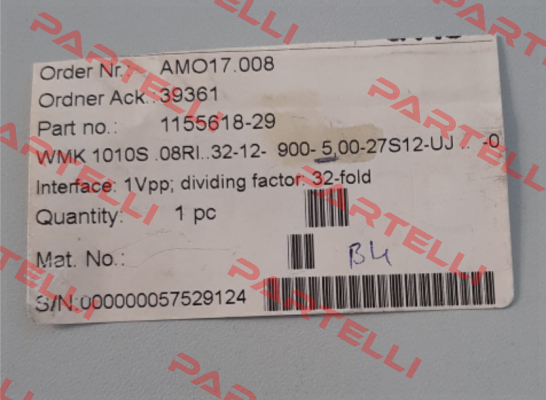 Order Nr.: AMO17.008
Ordner Ack.:39361
Part no.: 1155618-29
WMK 1010S .08RI..32-12- 900- 5,00-27S12-UJ .. -0
Interface: 1Vpp; dividing factor: 32-fold
Quantity: 1 pc
Mat. No.: B4
S/N:000000057529124
PARTELLI
PARTELLI
PARTELLI
PARTELLI
PARTELLI
PARTELLI
PARTELLI